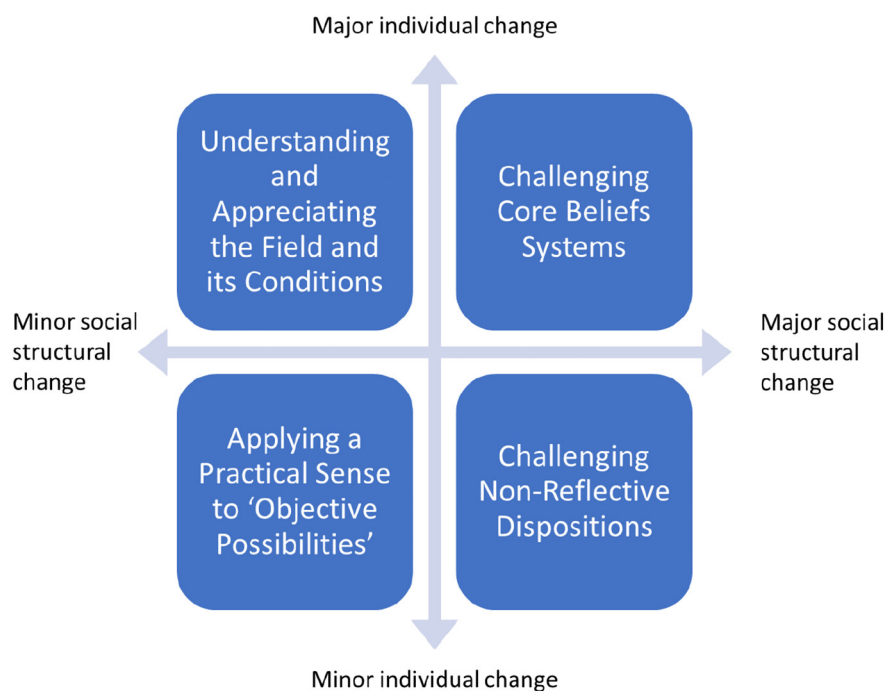 Major individual change
Understanding
and
Appreciating
the Field and
its Conditions
Challenging
Core Beliefs
Systems
Minor social
structural
change
Major social
structural
change
Applying a
Practical Sense
to ‘Objective
Possibilities’
Challenging
Non-Reflective
Dispositions
Minor individual change